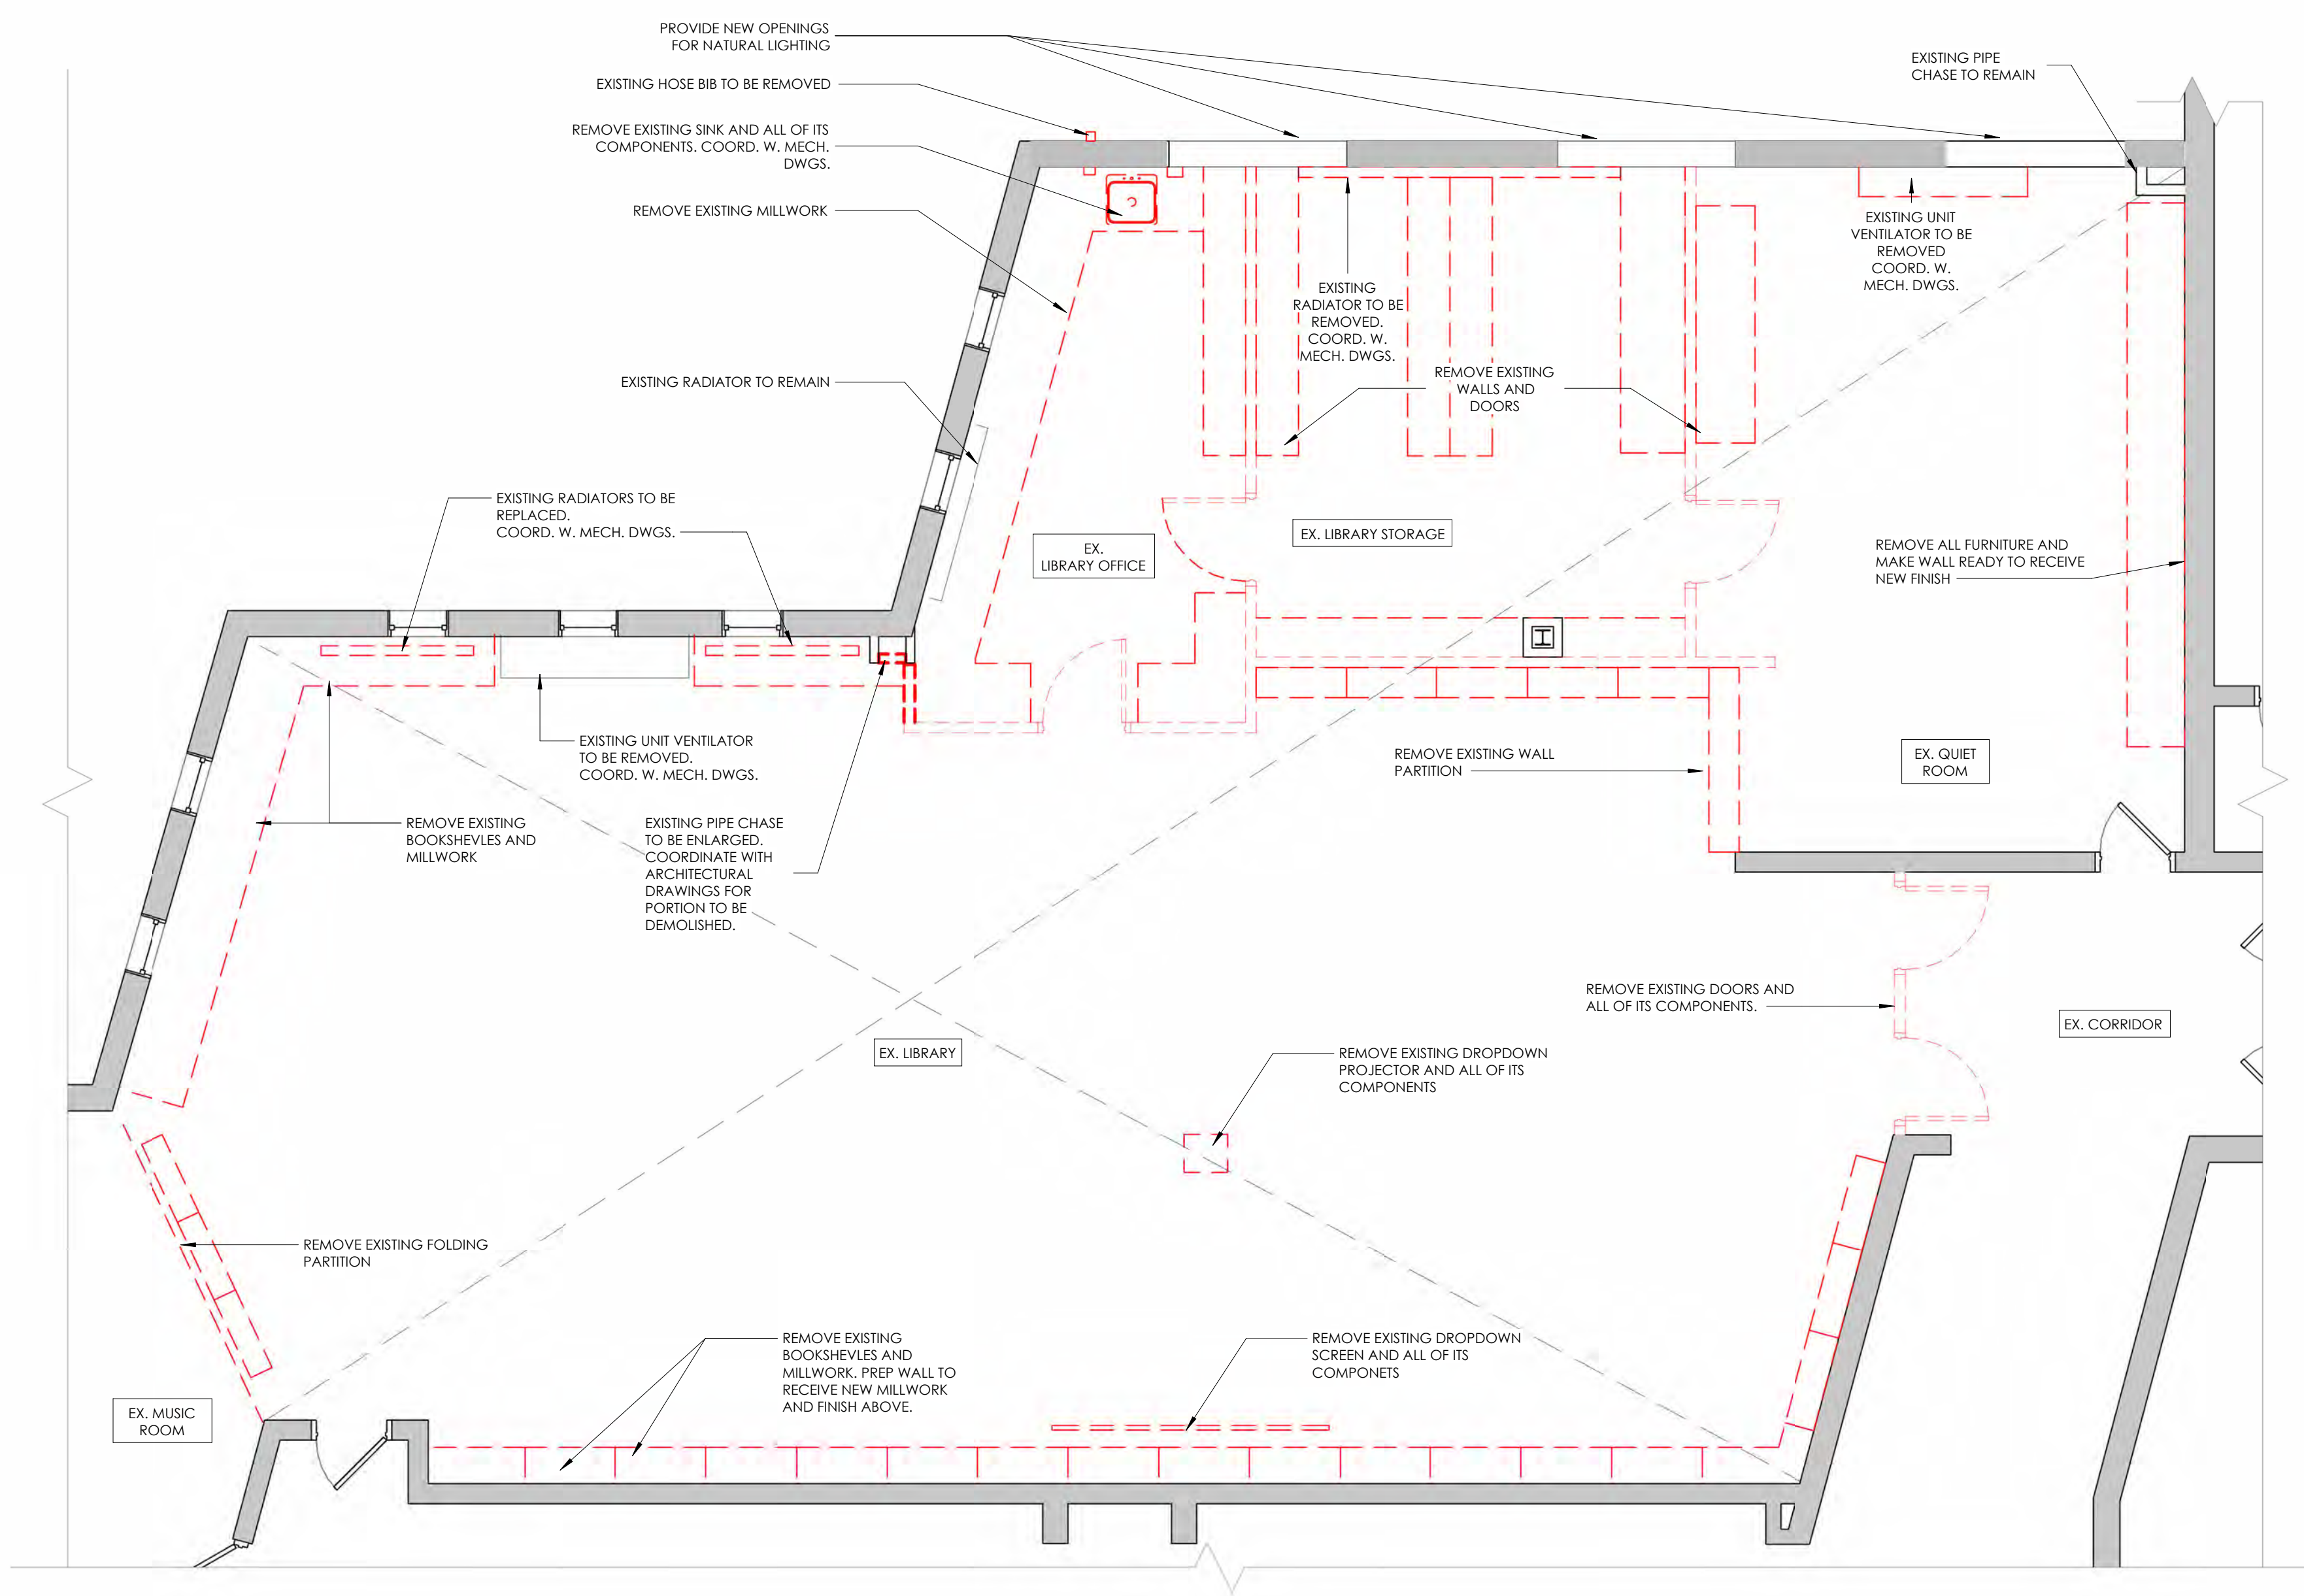 PROVIDE NEW OPENINGS
FOR NATURAL LIGHTING
EXISTING PIPE
CHASE TO REMAIN
EXISTING HOSE BIB TO BE REMOVED
REMOVE EXISTING SINK AND ALL OF ITS
COMPONENTS. COORD. W. MECH.
DWGS.
REMOVE EXISTING MILLWORK
EXISTING UNIT
VENTILATOR TO BE
REMOVED
COORD. W.
MECH. DWGS.
EXISTING
RADIATOR TO BE
REMOVED.
COORD. W.
MECH. DWGS.
EXISTING RADIATOR TO REMAIN
REMOVE EXISTING
WALLS AND
DOORS
EXISTING RADIATORS TO BE
REPLACED.
COORD. W. MECH. DWGS.
EX.
LIBRARY OFFICE
EX. LIBRARY STORAGE
REMOVE ALL FURNITURE AND
MAKE WALL READY TO RECEIVE
NEW FINISH
EXISTING UNIT VENTILATOR
TO BE REMOVED.
COORD. W. MECH. DWGS.
REMOVE EXISTING WALL
PARTITION
EX. QUIET
ROOM
REMOVE EXISTING
BOOKSHEVLES AND
MILLWORK
EXISTING PIPE CHASE
TO BE ENLARGED.
COORDINATE WITH
ARCHITECTURAL
DRAWINGS FOR
PORTION TO BE
DEMOLISHED.
REMOVE EXISTING DOORS AND
ALL OF ITS COMPONENTS.
EX. CORRIDOR
EX. LIBRARY
REMOVE EXISTING DROPDOWN
PROJECTOR AND ALL OF ITS
COMPONENTS
REMOVE EXISTING FOLDING
PARTITION
REMOVE EXISTING
BOOKSHEVLES AND
MILLWORK. PREP WALL TO
RECEIVE NEW MILLWORK
AND FINISH ABOVE.
REMOVE EXISTING DROPDOWN
SCREEN AND ALL OF ITS
COMPONETS
EX. MUSIC
ROOM